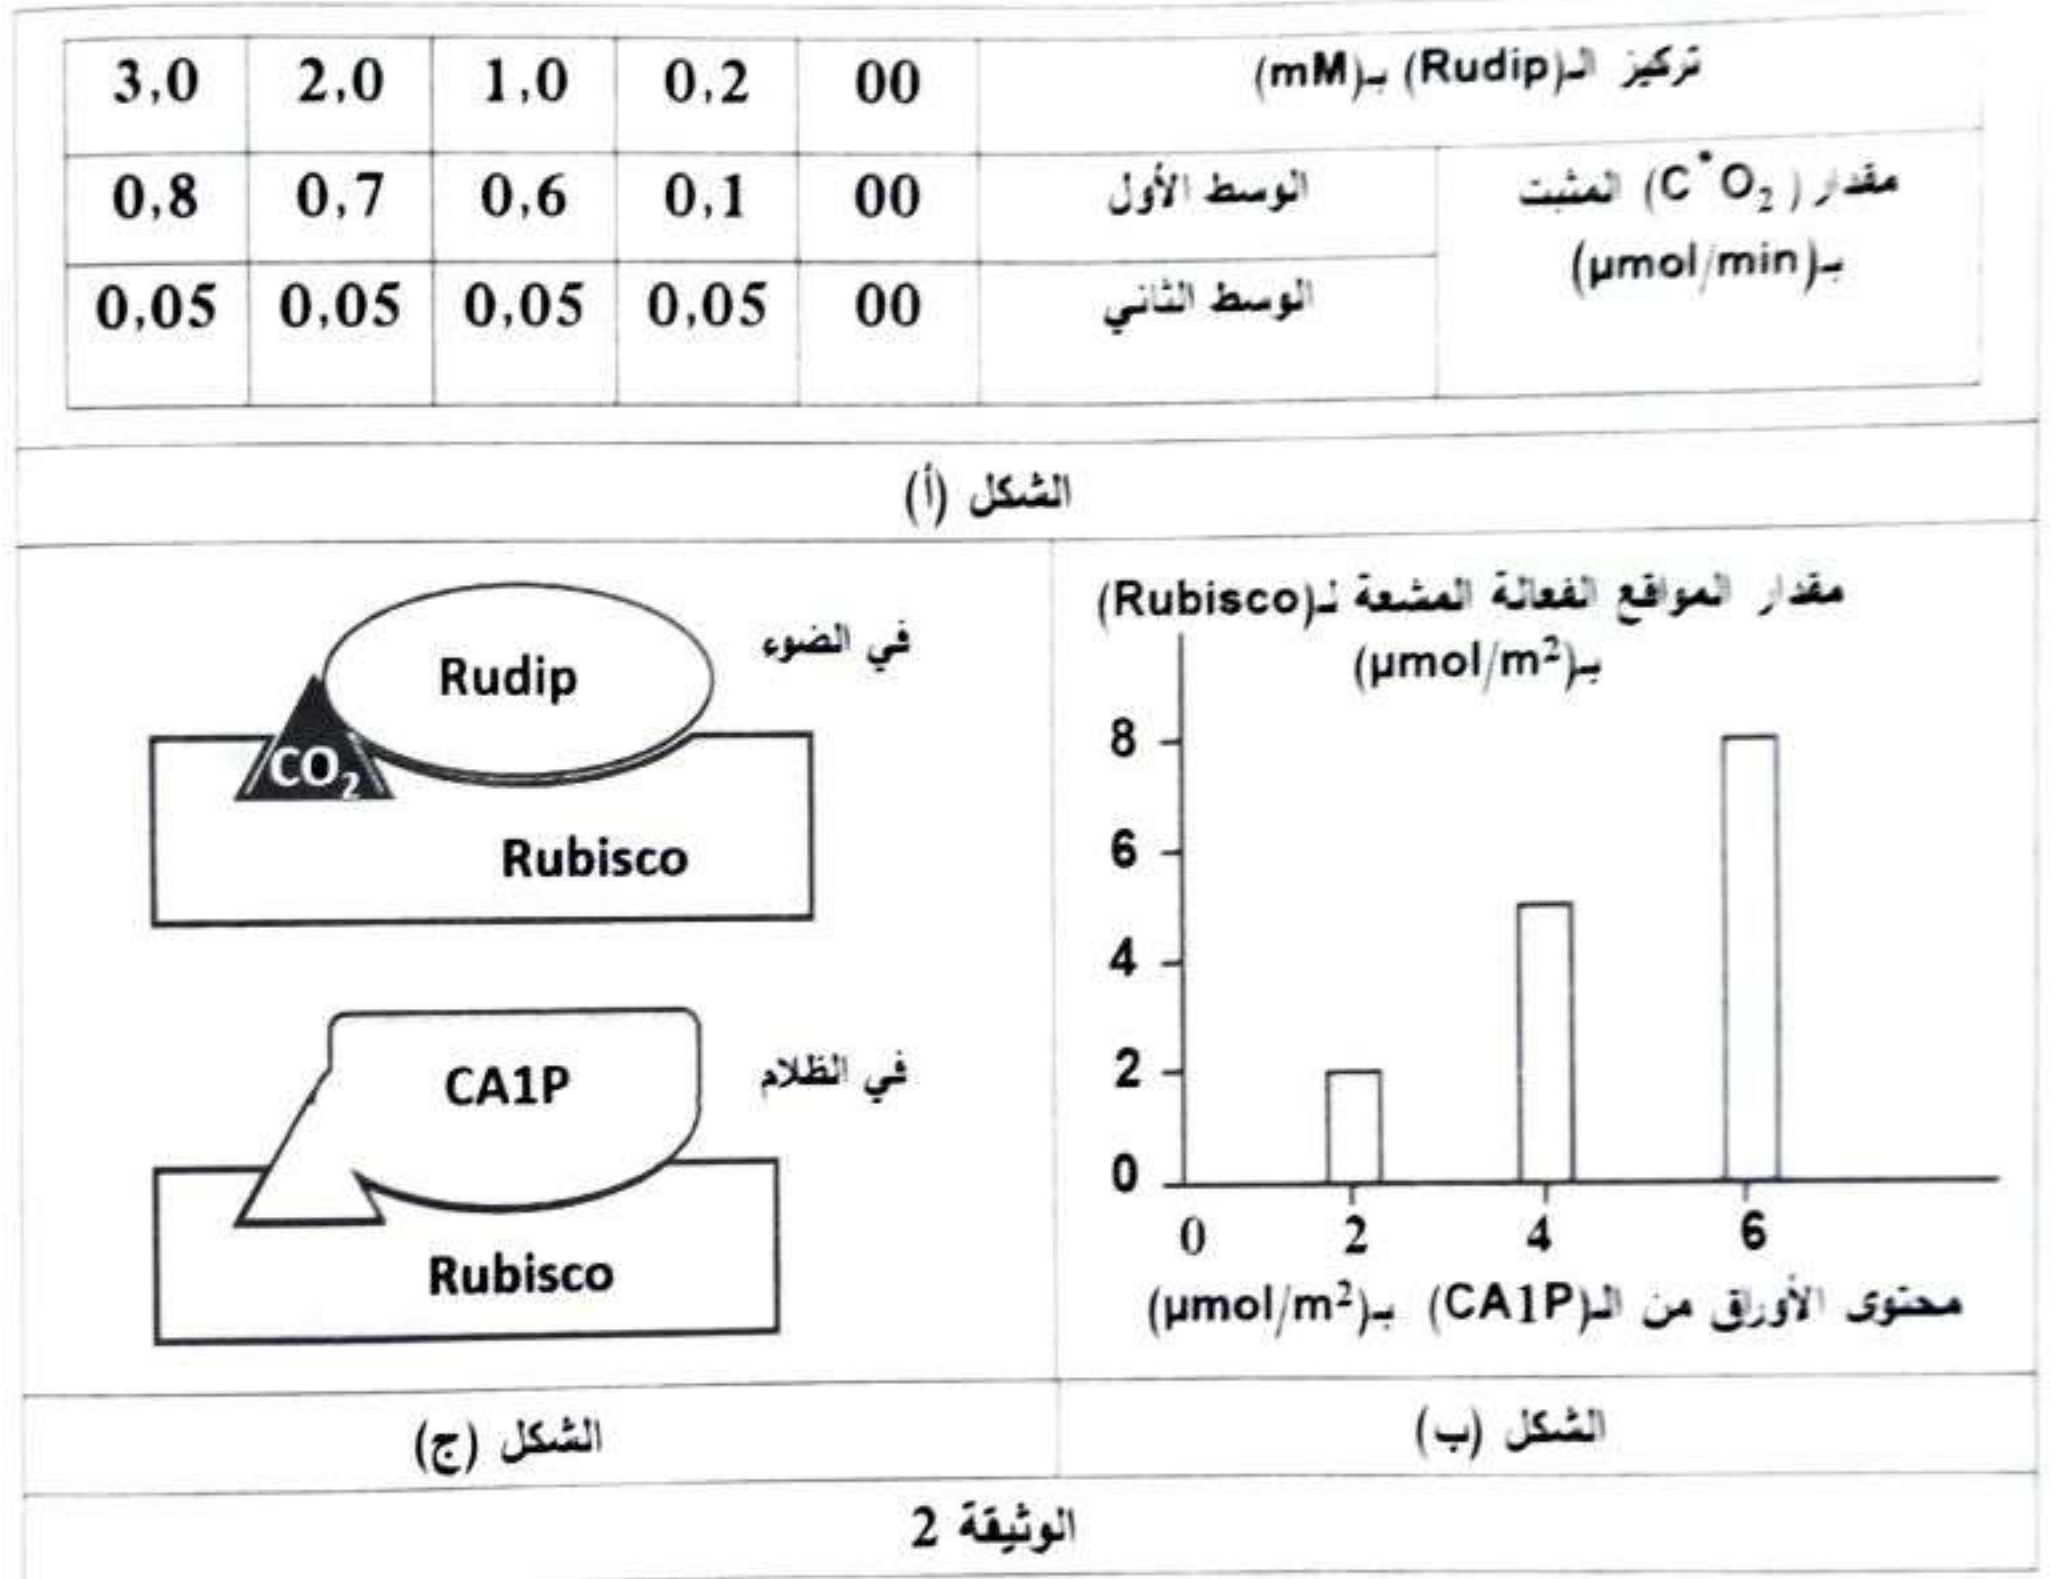 تركيز الـ(Rudip) بـ(mM) 00 0,2 1,0 2,0 3,0
مقدار (C*O2) المثبت بـ(µmol/min)
الوسط الأول 00 0,1 0,6 0,7 0,8
الوسط الثاني 00 0,05 0,05 0,05 0,05
الشكل (أ)
مقدار المواقع الفعالة المشعة لـ(Rubisco)
بـ(µmol/m²)
8
6
4
2
0
0 2 4 6
محتوى الأوراق من الـ(CA1P) بـ(µmol/m²)
الشكل (ب)
في الضوء
Rudip
CO2
Rubisco
في الظلام
CA1P
Rubisco
الشكل (ج)
الوثيقة 2